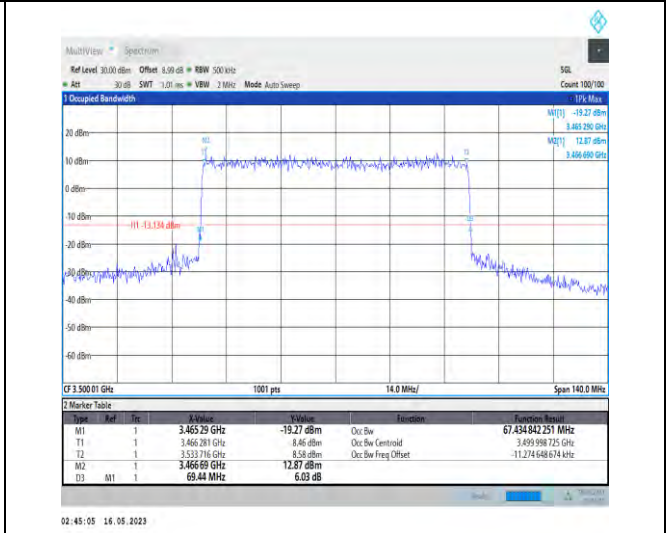 MultiView Spectrum
Ref Level 30.00 dBm Offset 8.99 dB RBW 500 kHz SGL
Att 30 dB SWT 1.01 ms VBW 2 MHz Mode Auto Sweep Count 100/100
1 Occupied Bandwidth 1Pk Max
M1[1] -19.27 dBm
3.465 290 GHz
M2[1] 12.87 dBm
3.466 690 GHz
20 dBm
M2
10 dBm
0 dBm
-10 dBm
H1 -13.134 dBm
M1
-20 dBm
-30 dBm
-40 dBm
-50 dBm
-60 dBm
CF 3.500 01 GHz 1001 pts 14.0 MHz/ Span 140.0 MHz
2 Marker Table
Type Ref Trc X-Value Y-Value Function Function Result
M1 1 3.465 29 GHz -19.27 dBm Occ Bw 67.434 842 251 MHz
T1 1 3.466 281 GHz 8.46 dBm Occ Bw Centroid 3.499 998 725 GHz
T2 1 3.533 716 GHz 8.58 dBm Occ Bw Freq Offset -11.274 648 674 kHz
M2 1 3.466 69 GHz 12.87 dBm
D3 M1 1 69.44 MHz 6.03 dB
02:45:05 16.05.2023